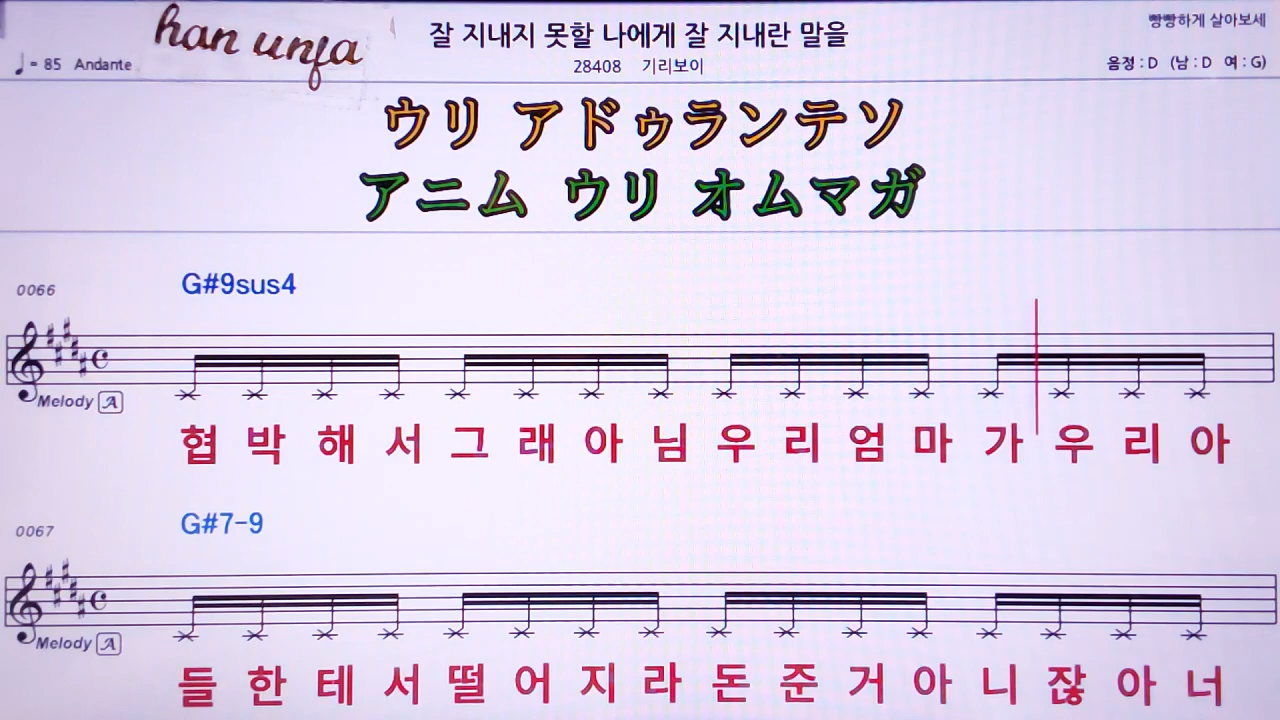 han unfa
잘 지내지 못할 나에게 잘 지내란 말을
빵빵하게 살아보세
♩= 85 Andante
28408 기리보이
음정 : D (남 : D 여 : G)
ウリ アドゥランテソ
アニム ウリ オムマガ
0066
G#9sus4
Melody A
협 박 해 서 그 래 아 님 우 리 엄 마 가 우 리 아
0067
G#7-9
Melody A
들 한 테 서 떨 어 지 라 돈 준 거 아 니 잖 아 너